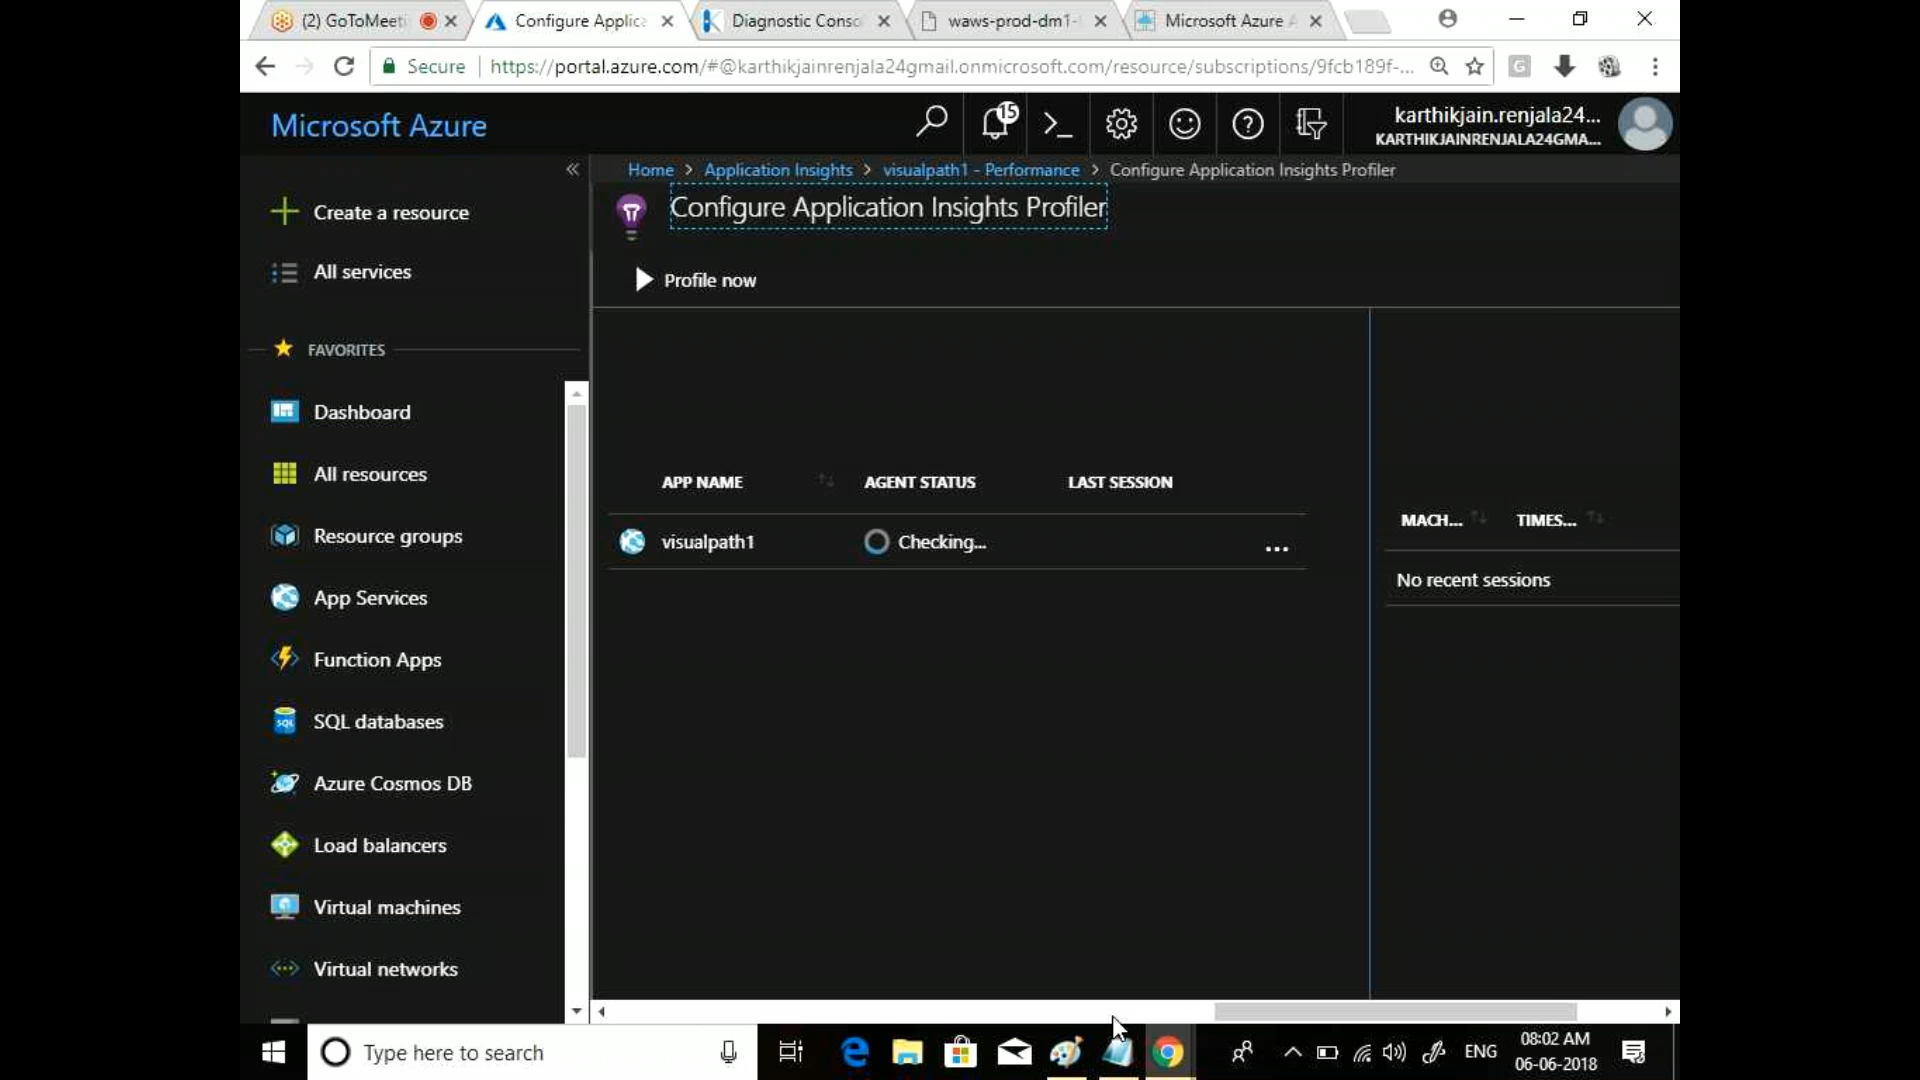 (2) GoToMeeti
Configure Applica
Diagnostic Conso
waws-prod-dm1-
Microsoft Azure A
Secure
https://portal.azure.com/#@karthikjainrenjala24gmail.onmicrosoft.com/resource/subscriptions/9fcb189f-...
Microsoft Azure
15
karthikjain.renjala24...
KARTHIKJAINRENJALA24GMA...
Home > Application Insights > visualpath1 - Performance > Configure Application Insights Profiler
Configure Application Insights Profiler
Profile now
Create a resource
All services
FAVORITES
Dashboard
All resources
Resource groups
App Services
Function Apps
SQL databases
Azure Cosmos DB
Load balancers
Virtual machines
Virtual networks
APP NAME AGENT STATUS LAST SESSION
visualpath1 Checking... ...
MACH... TIMES...
No recent sessions
Type here to search
ENG
08:02 AM
06-06-2018